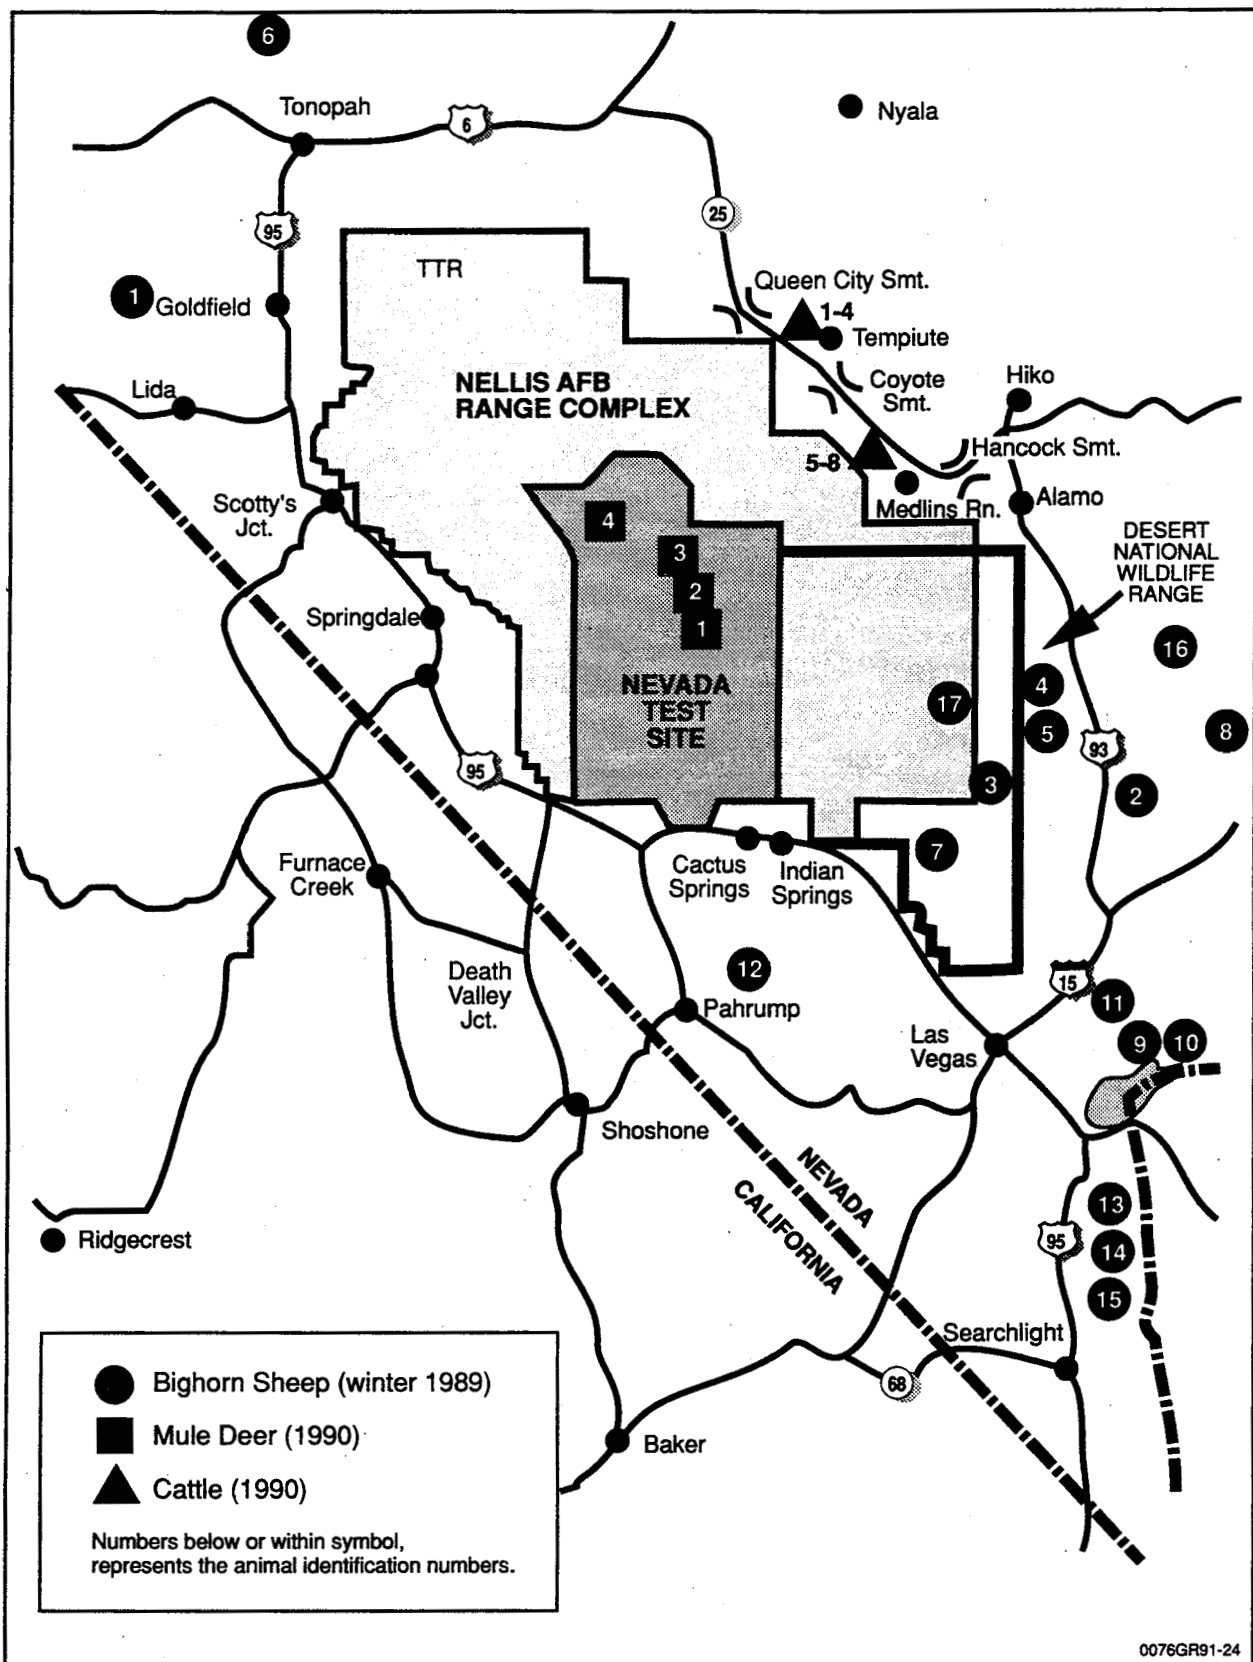 6
Tonopah
6
Nyala
25
95
TTR
Queen City Smt.
1
Goldfield
1-4
Tempiute
NELLIS AFB
RANGE COMPLEX
Lida
Coyote
Smt.
Hiko
Hancock Smt.
5-8
Medlins Rn.
Alamo
Scotty's
Jct.
4
DESERT
NATIONAL
WILDLIFE
RANGE
3
2
1
Springdale
16
NEVADA
TEST
SITE
17
4
5
8
93
95
3
2
7
Furnace
Creek
Cactus
Springs
Indian
Springs
Death
Valley
Jct.
12
Pahrump
15
11
Las
Vegas
9
10
Shoshone
NEVADA
CALIFORNIA
13
14
15
95
Ridgecrest
Searchlight
68
Baker
Bighorn Sheep (winter 1989)
Mule Deer (1990)
Cattle (1990)
Numbers below or within symbol,
represents the animal identification numbers.
0076GR91-24